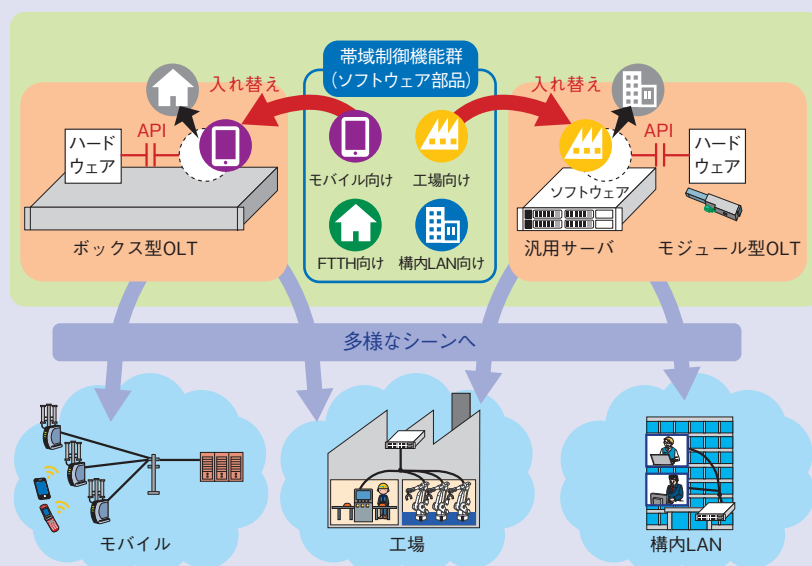 帯域制御機能群
(ソフトウェア部品)
入れ替え
入れ替え
API
API
ハード
ウェア
ハード
ウェア
モバイル向け
工場向け
ソフトウェア
ボックス型OLT
FTTH向け
構内LAN向け
汎用サーバ
モジュール型OLT
多様なシーンへ
モバイル
工場
構内LAN